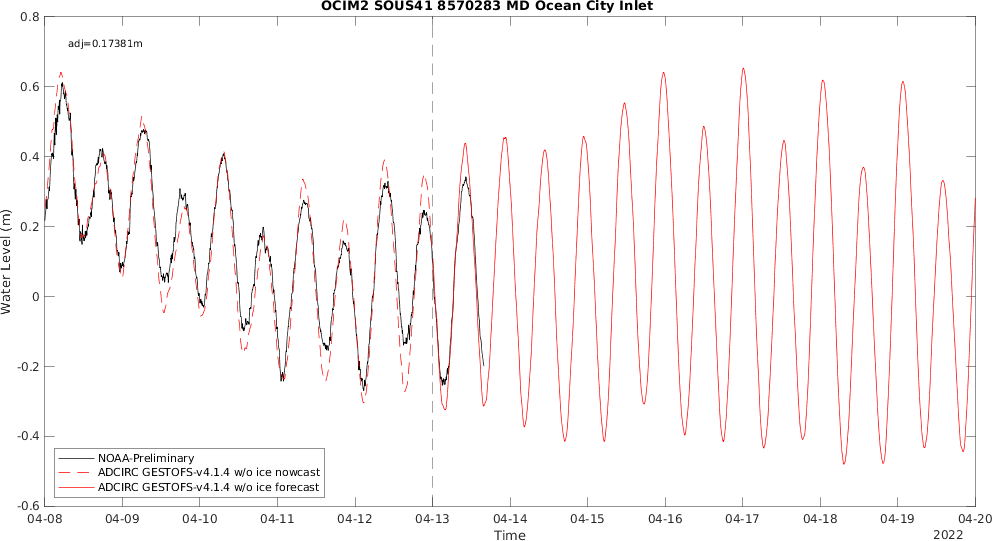 OCIM2 SOUS41 8570283 MD Ocean City Inlet
adj=0.17381m
0.8
0.6
0.4
0.2
0
-0.2
-0.4
-0.6
Water Level (m)
NOAA-Preliminary
ADCIRC GESTOFS-v4.1.4 w/o ice nowcast
ADCIRC GESTOFS-v4.1.4 w/o ice forecast
04-08 04-09 04-10 04-11 04-12 04-13 04-14 04-15 04-16 04-17 04-18 04-19 04-20
Time
2022